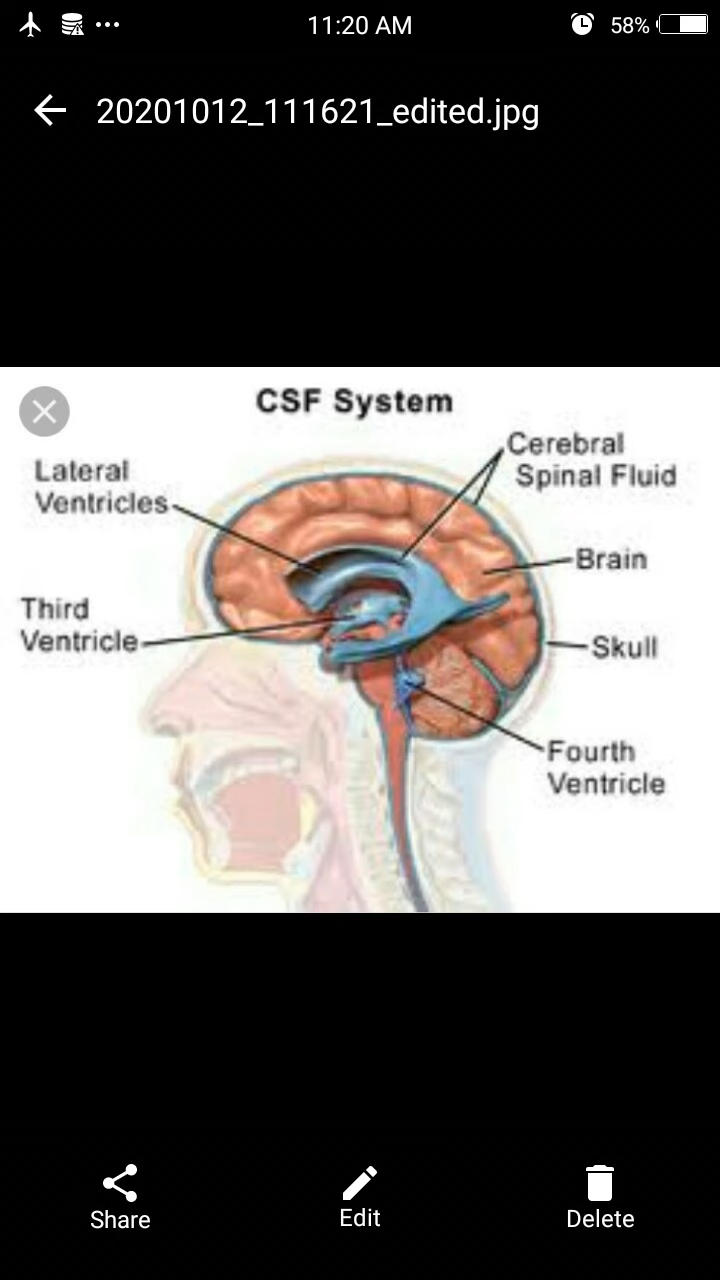 11:20 AM
58%
20201012_111621_edited.jpg
CSF System
Cerebral
Spinal Fluid
Lateral
Ventricles
Brain
Third
Ventricle
Skull
Fourth
Ventricle
Share
Edit
Delete